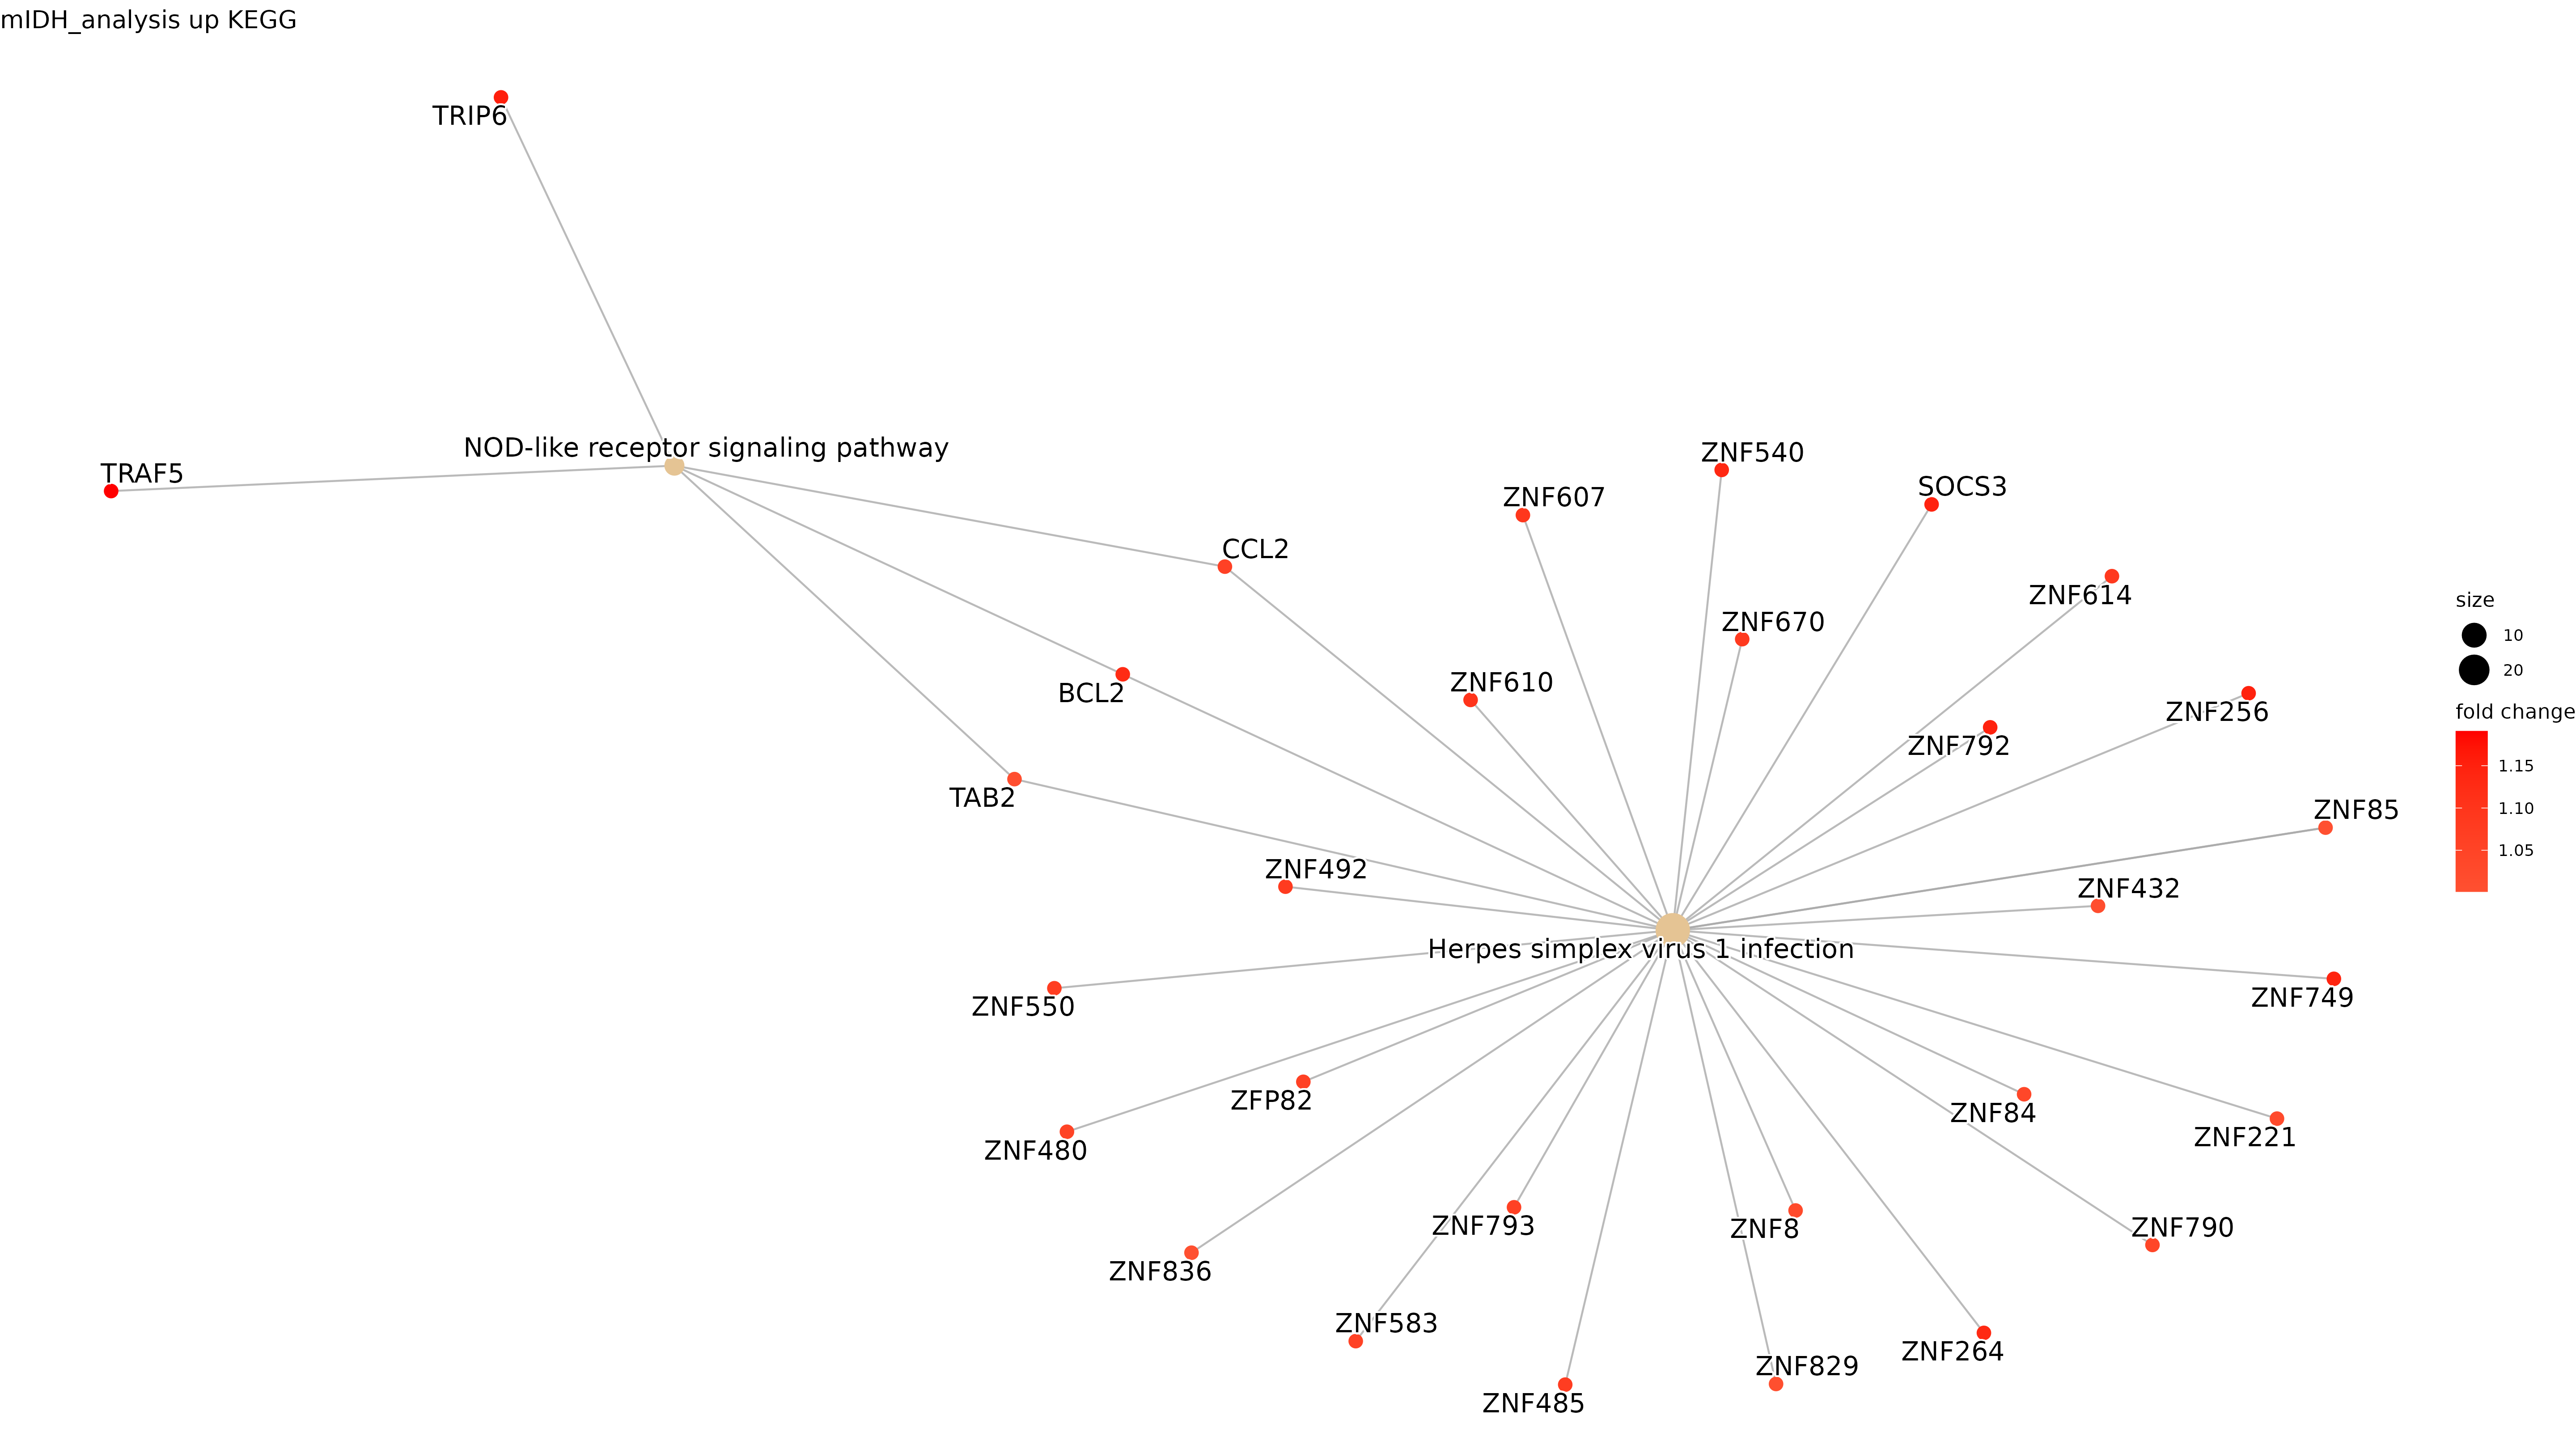 mIDH_analysis up KEGG
TRIP6
NOD-like receptor signaling pathway
TRAF5
ZNF540
SOCS3
ZNF607
CCL2
ZNF614
ZNF670
ZNF610
BCL2
ZNF256
ZNF792
TAB2
ZNF85
ZNF492
ZNF432
Herpes simplex virus 1 infection
ZNF749
ZNF550
ZFP82
ZNF84
ZNF221
ZNF480
ZNF793
ZNF8
ZNF790
ZNF836
ZNF583
ZNF264
ZNF829
ZNF485
size
10
20
fold change
1.15
1.10
1.05